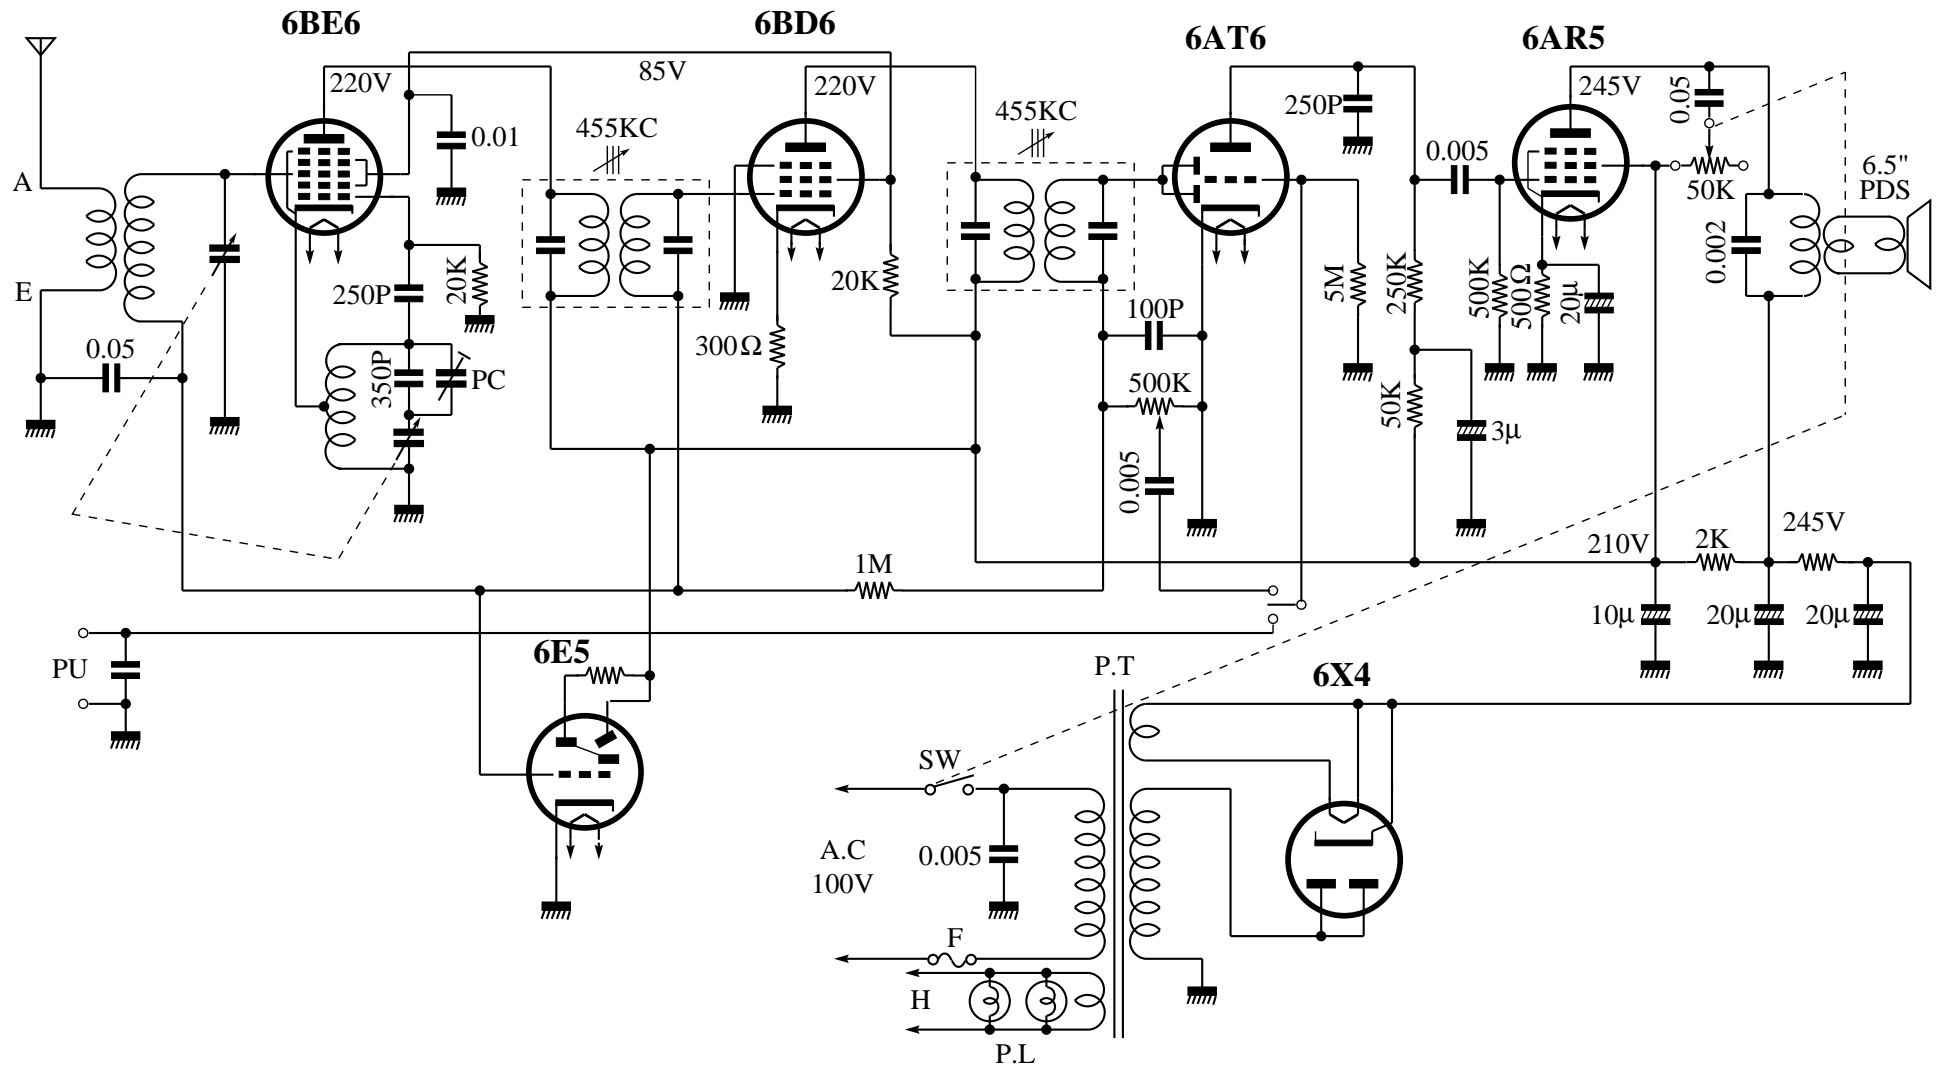 6BE6
6BD6
6AT6
6AR5
220V
85V
220V
245V
455KC
455KC
0.01
250P
0.005
0.05
50K
6.5"
PDS
A
E
0.05
250P
20K
350P
PC
300Ω
20K
100P
500K
0.005
5M
250K
50K
3μ
500K
500Ω
20μ
0.002
1M
210V
2K
245V
10μ
20μ
20μ
PU
6E5
P.T
6X4
SW
A.C
100V
0.005
F
H
P.L